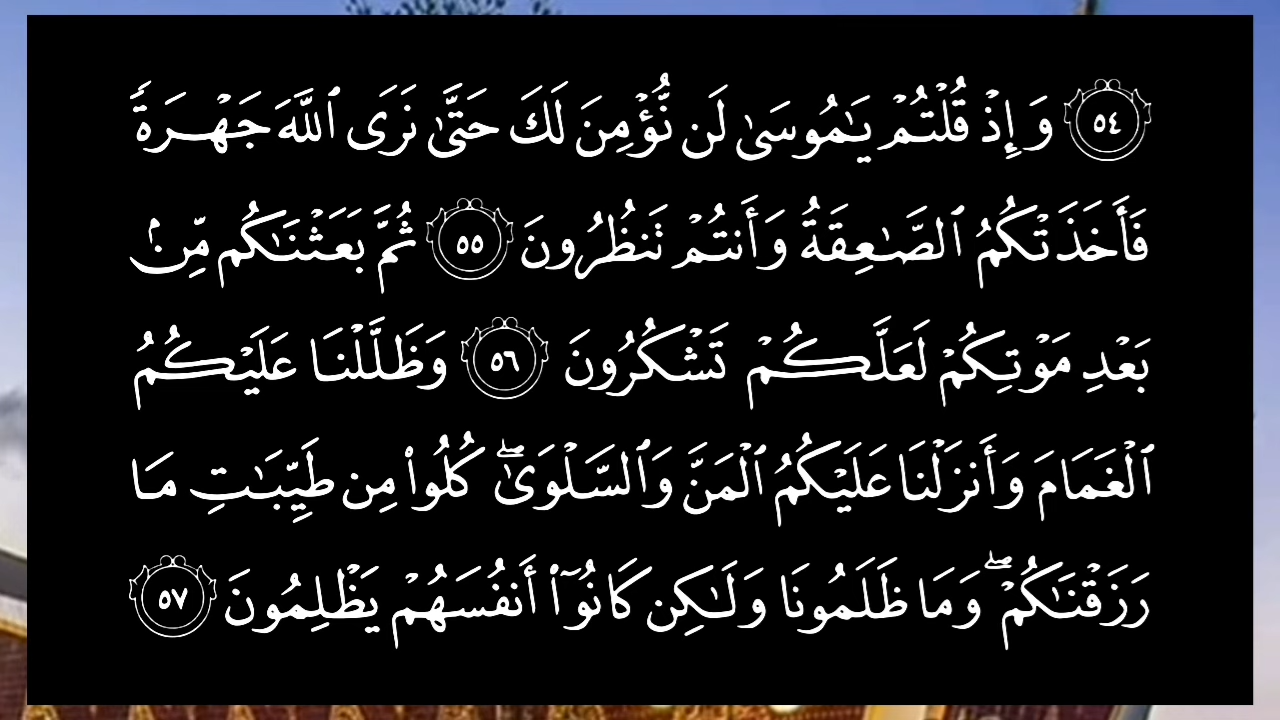 ٥٤ وَإِذۡ قُلۡتُمۡ يَٰمُوسَىٰ لَن نُّؤۡمِنَ لَكَ حَتَّىٰ نَرَى ٱللَّهَ جَهۡرَةٗ
فَأَخَذَتۡكُمُ ٱلصَّٰعِقَةُ وَأَنتُمۡ تَنظُرُونَ ٥٥ ثُمَّ بَعَثۡنَٰكُم مِّنۢ
بَعۡدِ مَوۡتِكُمۡ لَعَلَّكُمۡ تَشۡكُرُونَ ٥٦ وَظَلَّلۡنَا عَلَيۡكُمُ
ٱلۡغَمَامَ وَأَنزَلۡنَا عَلَيۡكُمُ ٱلۡمَنَّ وَٱلسَّلۡوَىٰۖ كُلُواْ مِن طَيِّبَٰتِ مَا
رَزَقۡنَٰكُمۡۖ وَمَا ظَلَمُونَا وَلَٰكِن كَانُوٓاْ أَنفُسَهُمۡ يَظۡلِمُونَ ٥٧